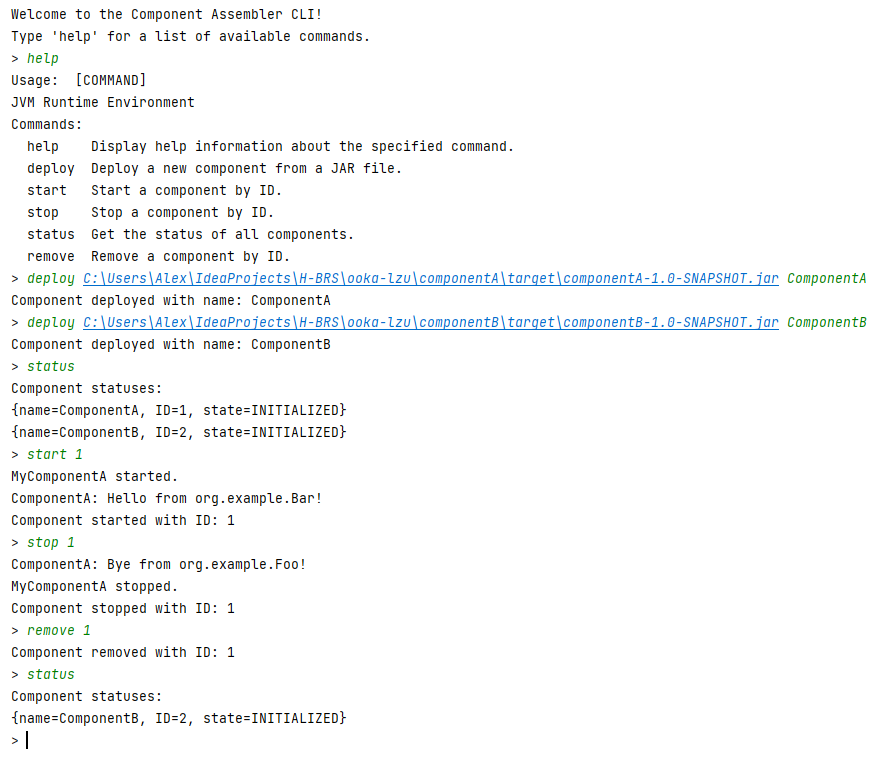 Welcome to the Component Assembler CLI!
Type 'help' for a list of available commands.
> help
Usage:  [COMMAND]
JVM Runtime Environment
Commands:
  help    Display help information about the specified command.
  deploy  Deploy a new component from a JAR file.
  start   Start a component by ID.
  stop    Stop a component by ID.
  status  Get the status of all components.
  remove  Remove a component by ID.
> deploy C:\Users\Alex\IdeaProjects\H-BRS\ooka-lzu\componentA\target\componentA-1.0-SNAPSHOT.jar ComponentA
Component deployed with name: ComponentA
> deploy C:\Users\Alex\IdeaProjects\H-BRS\ooka-lzu\componentB\target\componentB-1.0-SNAPSHOT.jar ComponentB
Component deployed with name: ComponentB
> status
Component statuses:
{name=ComponentA, ID=1, state=INITIALIZED}
{name=ComponentB, ID=2, state=INITIALIZED}
> start 1
MyComponentA started.
ComponentA: Hello from org.example.Bar!
Component started with ID: 1
> stop 1
ComponentA: Bye from org.example.Foo!
MyComponentA stopped.
Component stopped with ID: 1
> remove 1
Component removed with ID: 1
> status
Component statuses:
{name=ComponentB, ID=2, state=INITIALIZED}
>